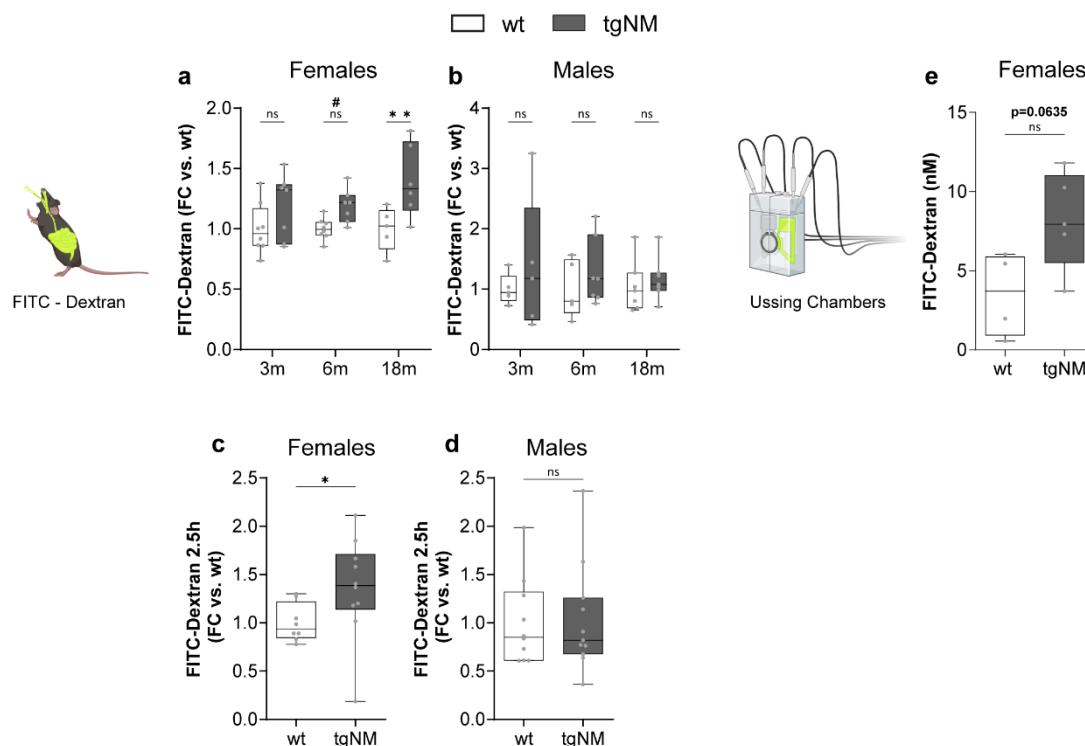 wt tgNM
a Females
2.0
1.5
1.0
0.5
0.0
FITC-Dextran (FC vs. wt)
ns
#
ns
* *
3m 6m 18m
b Males
4
3
2
1
0
FITC-Dextran (FC vs. wt)
ns ns ns
3m 6m 18m
FITC - Dextran
Ussing Chambers
e Females
p=0.0635
ns
15
10
5
0
FITC-Dextran (nM)
wt tgNM
c Females
*
2.5
2.0
1.5
1.0
0.5
0.0
FITC-Dextran 2.5h
(FC vs. wt)
wt tgNM
d Males
ns
2.5
2.0
1.5
1.0
0.5
0.0
FITC-Dextran 2.5h
(FC vs. wt)
wt tgNM